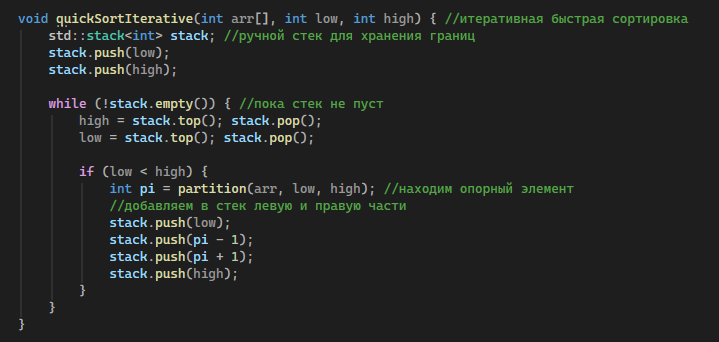 void quickSortIterative(int arr[], int low, int high) { //итеративная быстрая сортировка
    std::stack<int> stack; //ручной стек для хранения границ
    stack.push(low);
    stack.push(high);

    while (!stack.empty()) { //пока стек не пуст
        high = stack.top(); stack.pop();
        low = stack.top(); stack.pop();

        if (low < high) {
            int pi = partition(arr, low, high); //находим опорный элемент
            //добавляем в стек левую и правую части
            stack.push(low);
            stack.push(pi - 1);
            stack.push(pi + 1);
            stack.push(high);
        }
    }
}